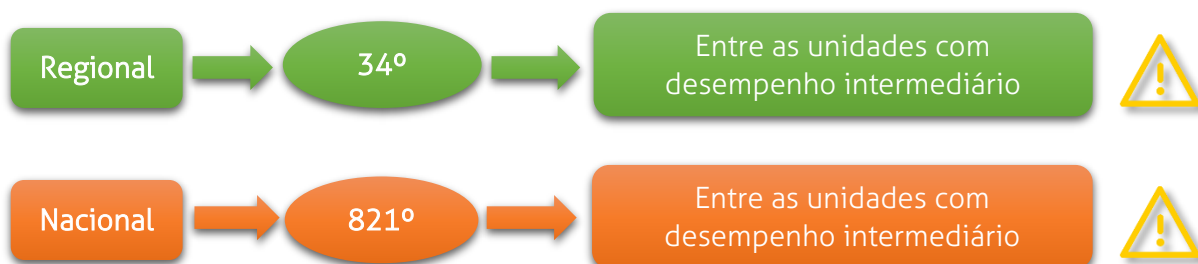 Regional
34º
Entre as unidades com
desempenho intermediário
Nacional
821º
Entre as unidades com
desempenho intermediário